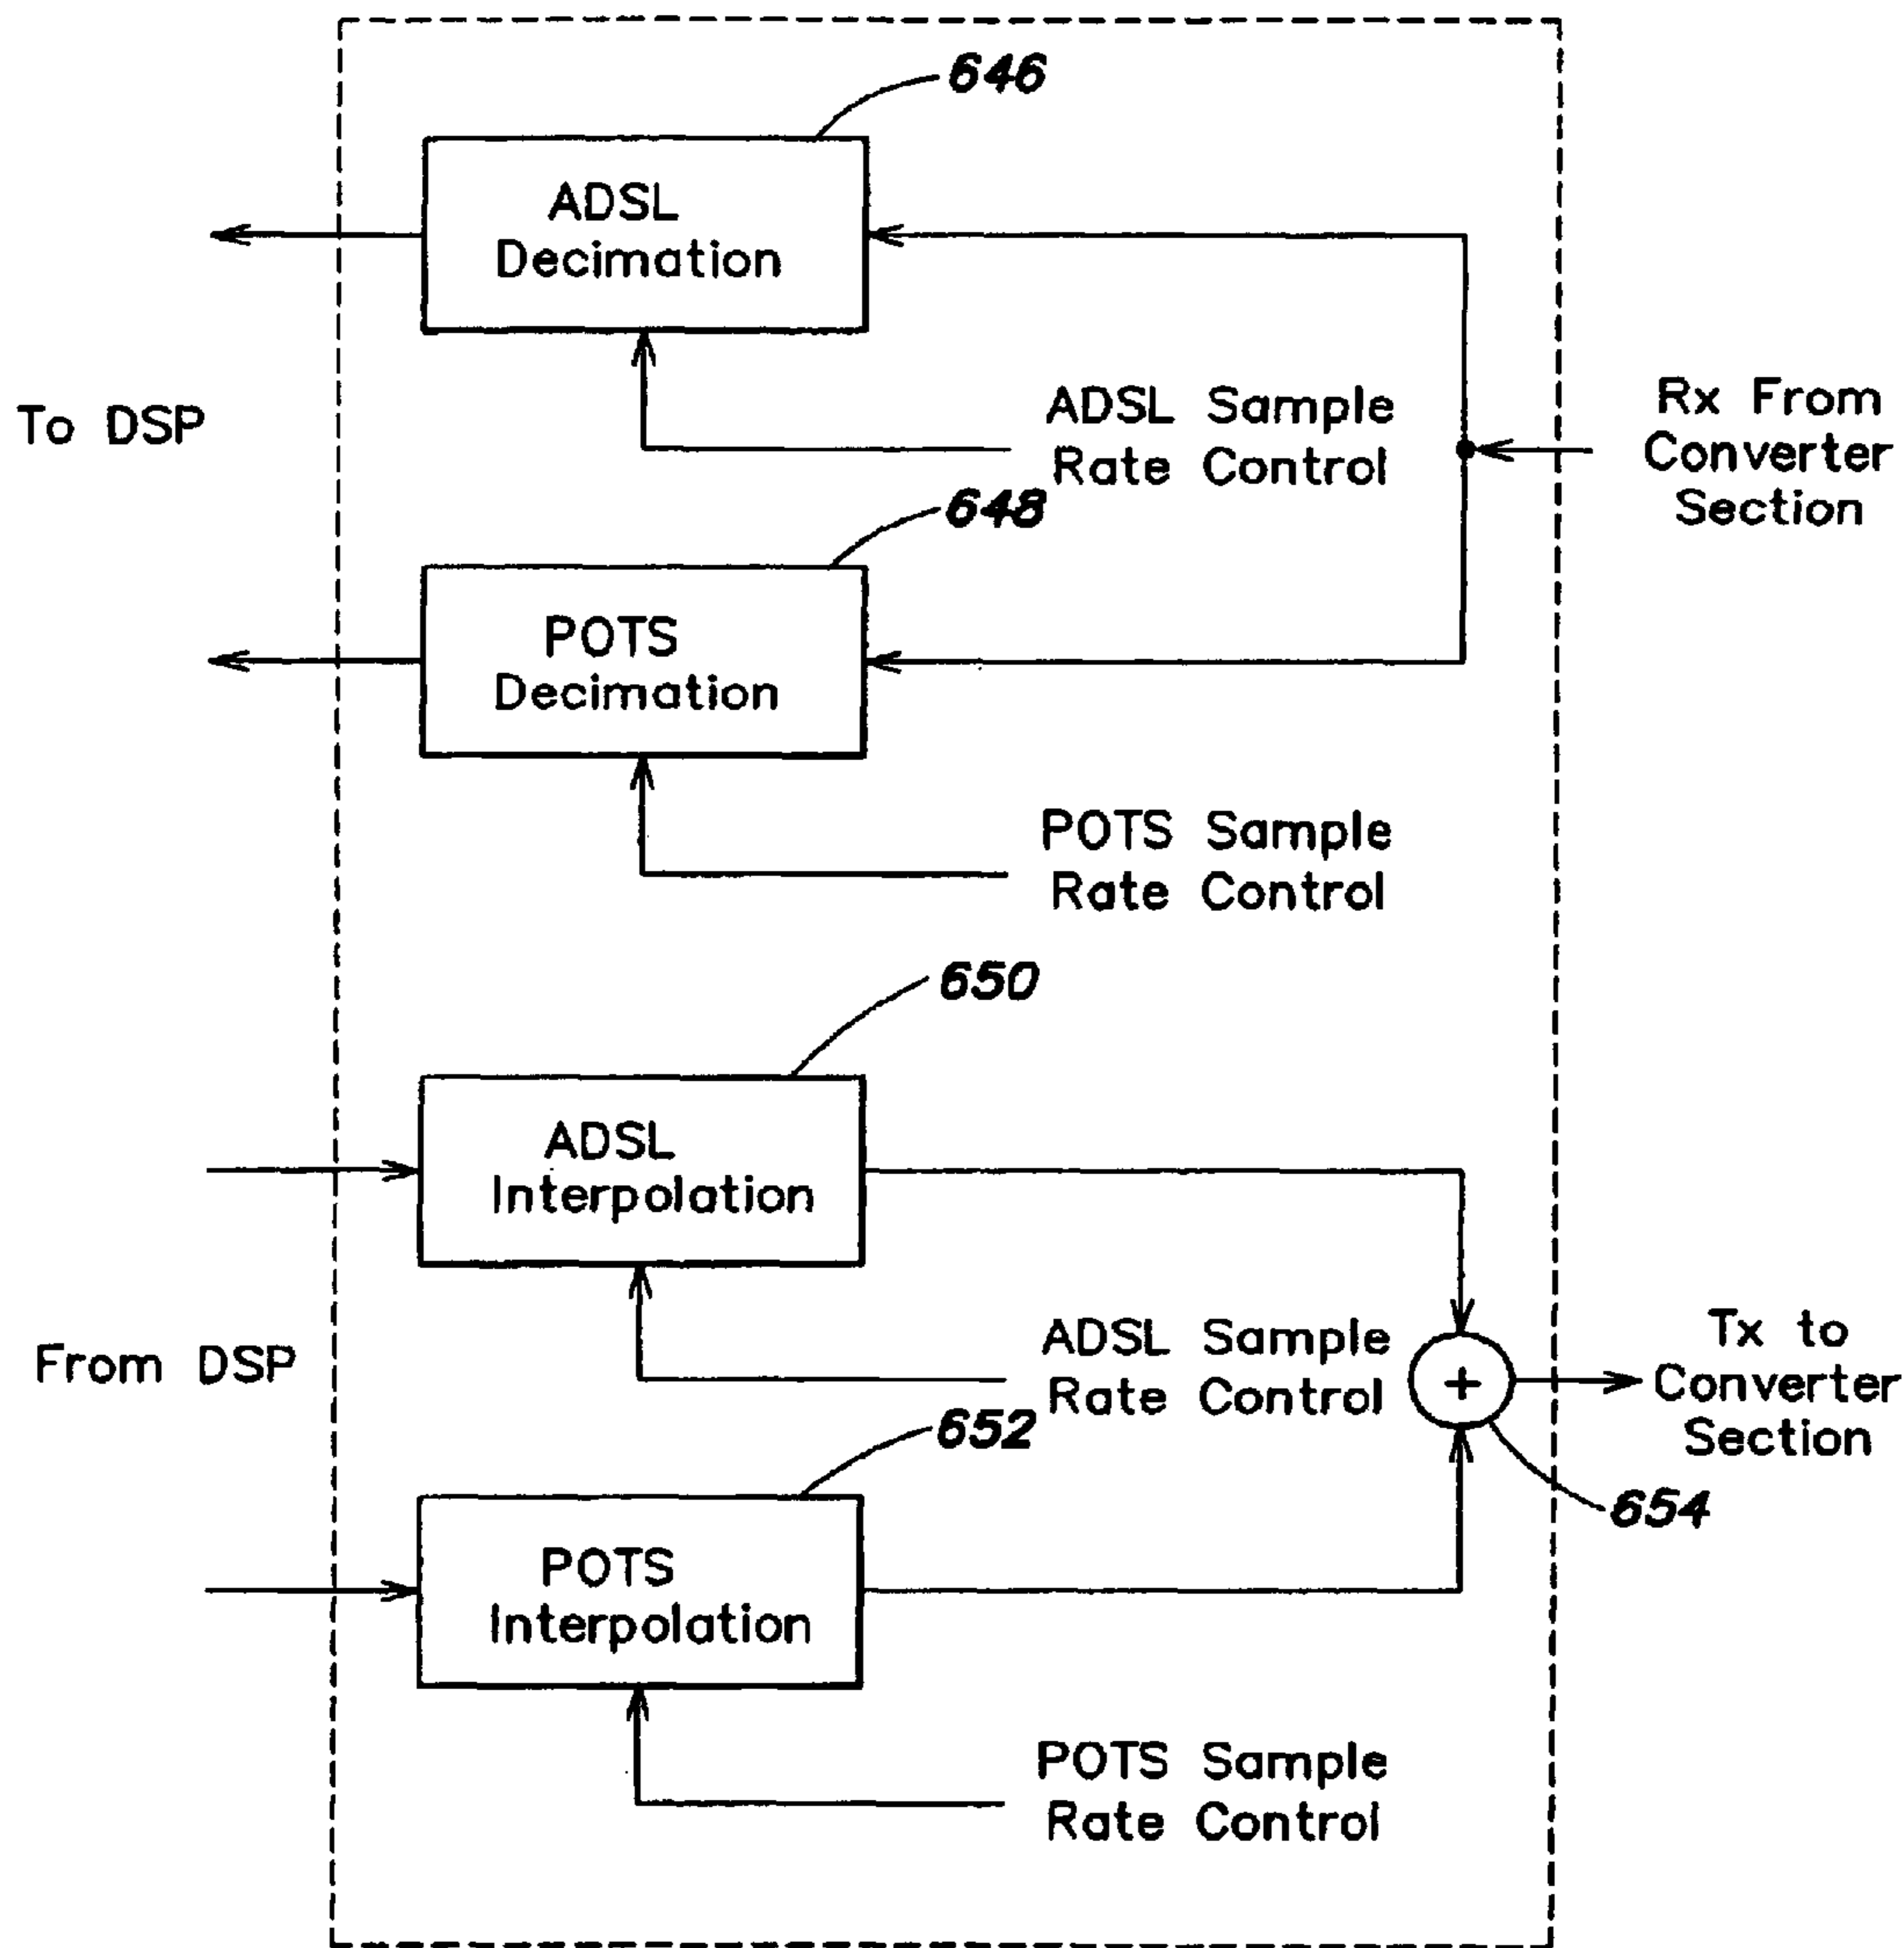 646
ADSL
Decimation
To DSP
ADSL Sample
Rate Control
Rx From
Converter
Section
648
POTS
Decimation
POTS Sample
Rate Control
650
ADSL
Interpolation
From DSP
ADSL Sample
Rate Control
+
Tx to
Converter
Section
652
654
POTS
Interpolation
POTS Sample
Rate Control